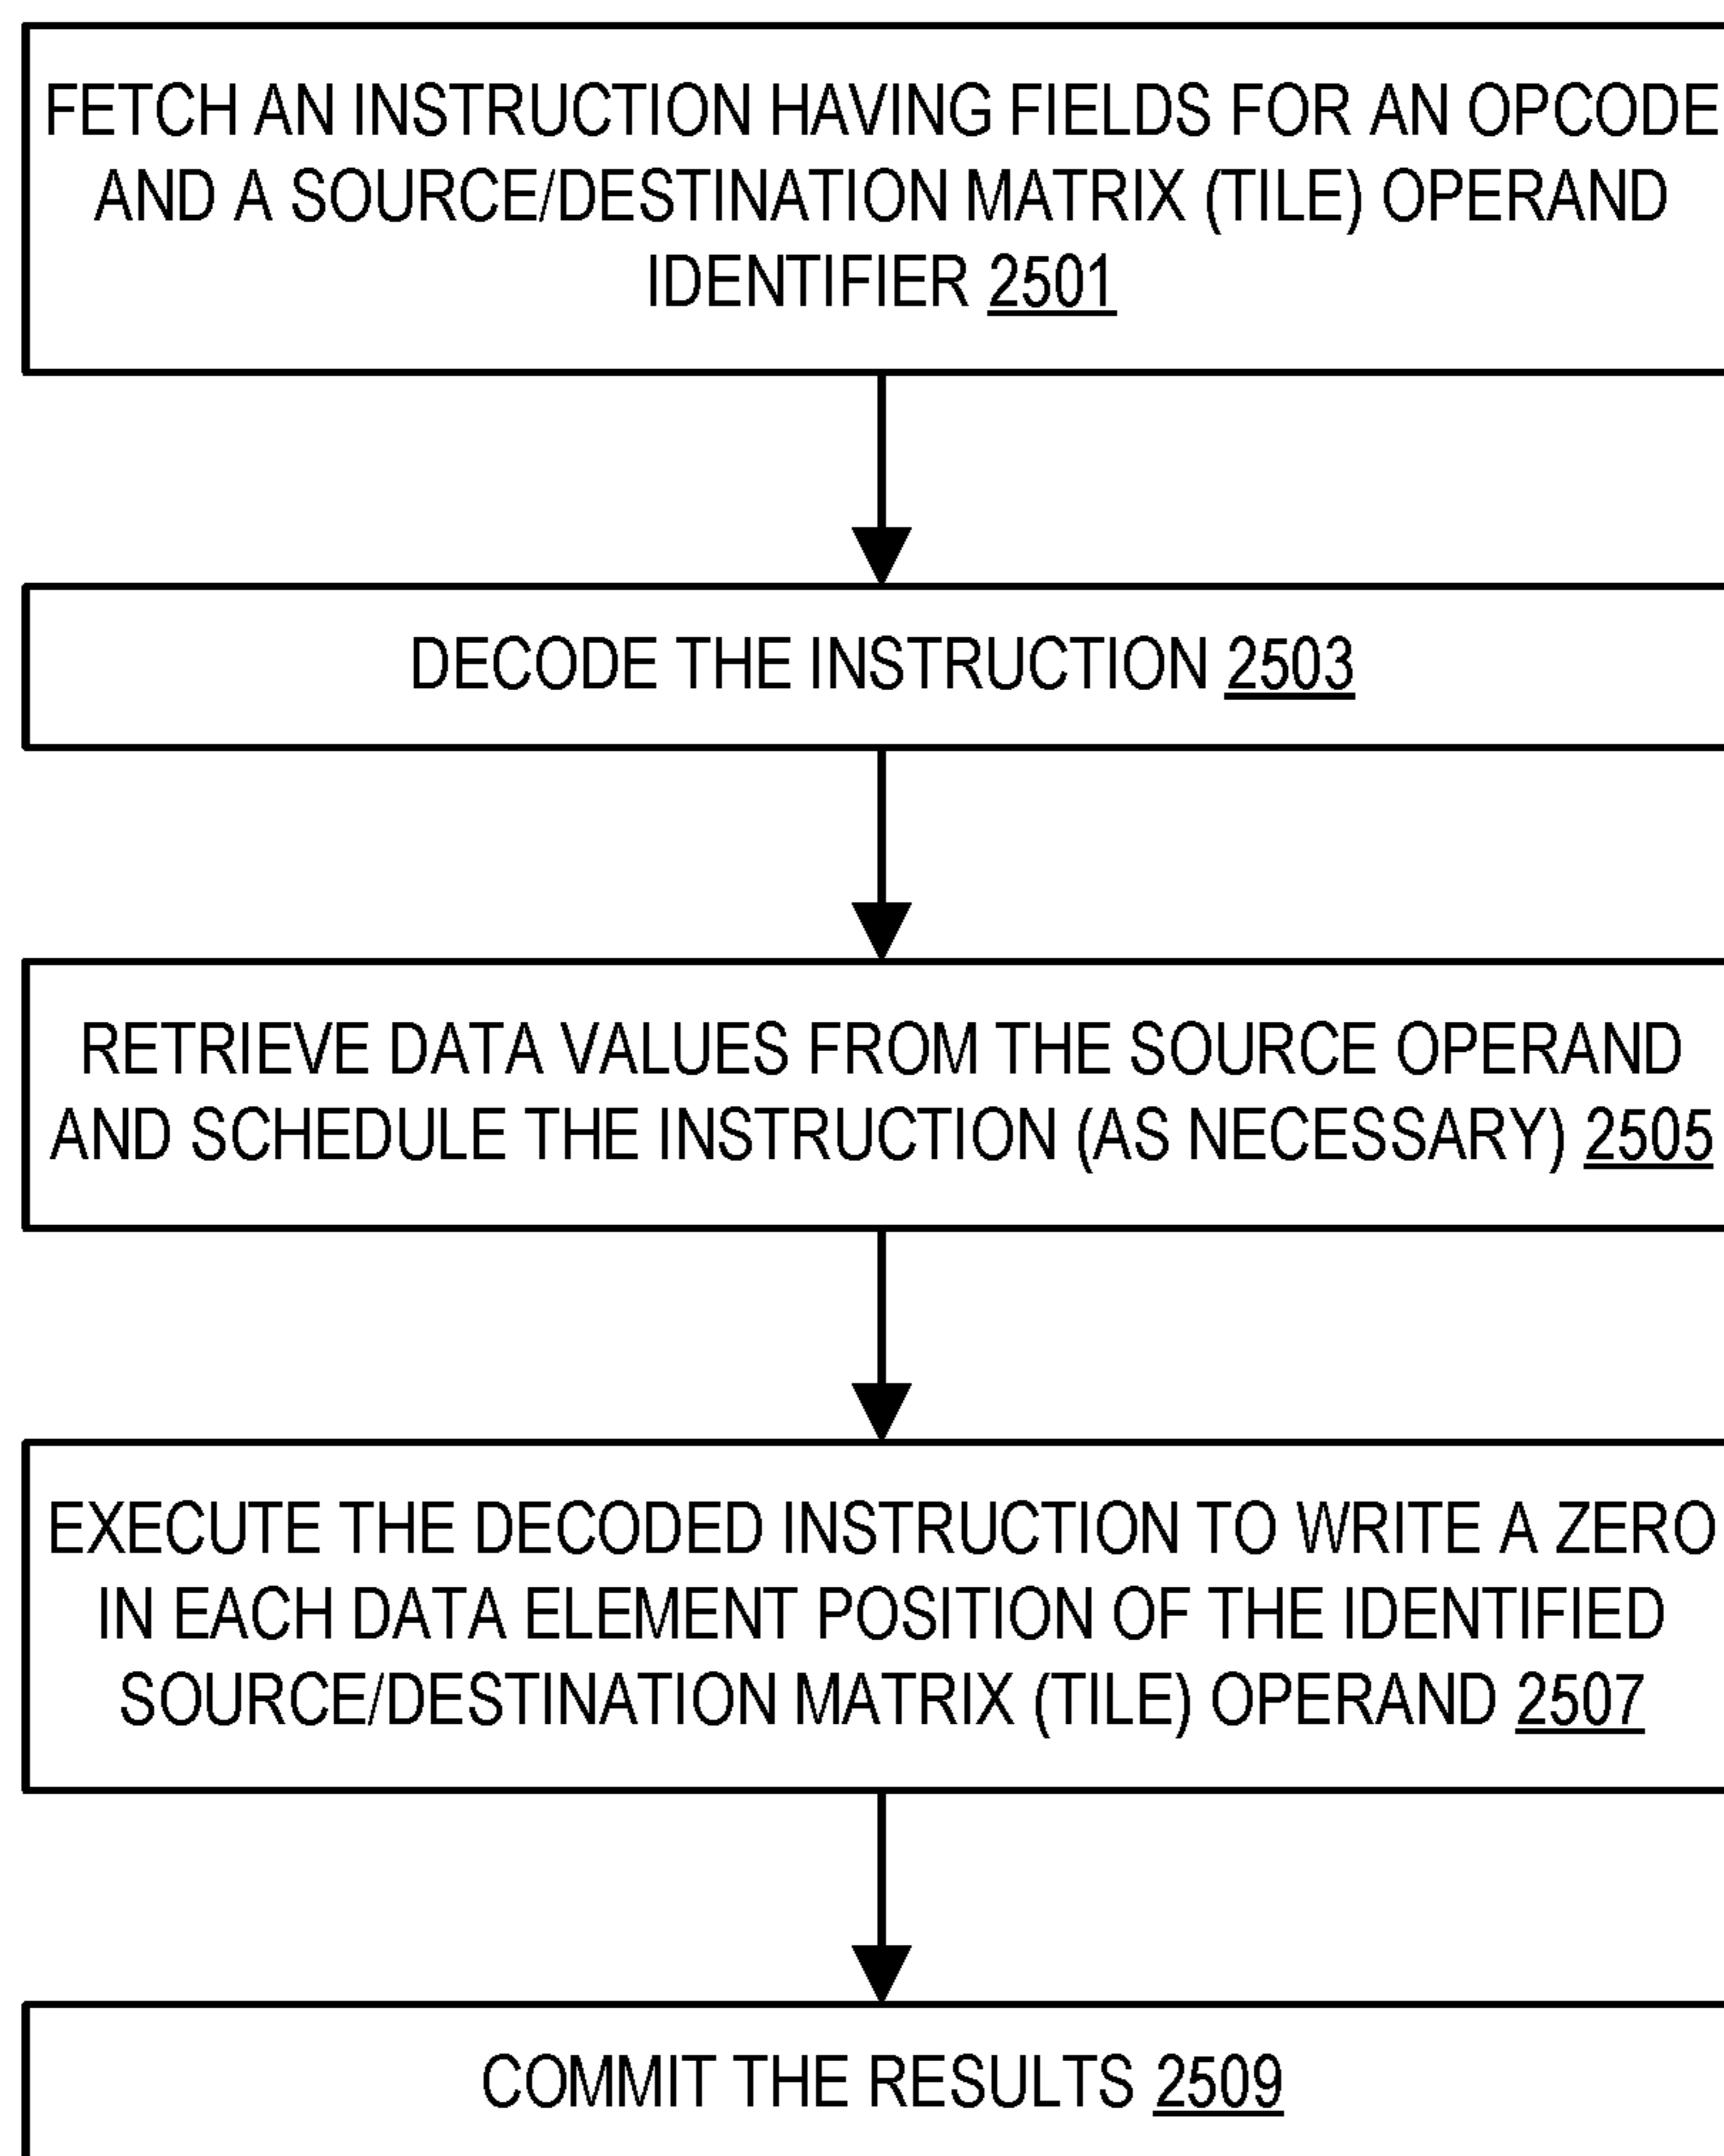 FETCH AN INSTRUCTION HAVING FIELDS FOR AN OPCODE
AND A SOURCE/DESTINATION MATRIX (TILE) OPERAND
IDENTIFIER 2501
DECODE THE INSTRUCTION 2503
RETRIEVE DATA VALUES FROM THE SOURCE OPERAND
AND SCHEDULE THE INSTRUCTION (AS NECESSARY) 2505
EXECUTE THE DECODED INSTRUCTION TO WRITE A ZERO
IN EACH DATA ELEMENT POSITION OF THE IDENTIFIED
SOURCE/DESTINATION MATRIX (TILE) OPERAND 2507
COMMIT THE RESULTS 2509